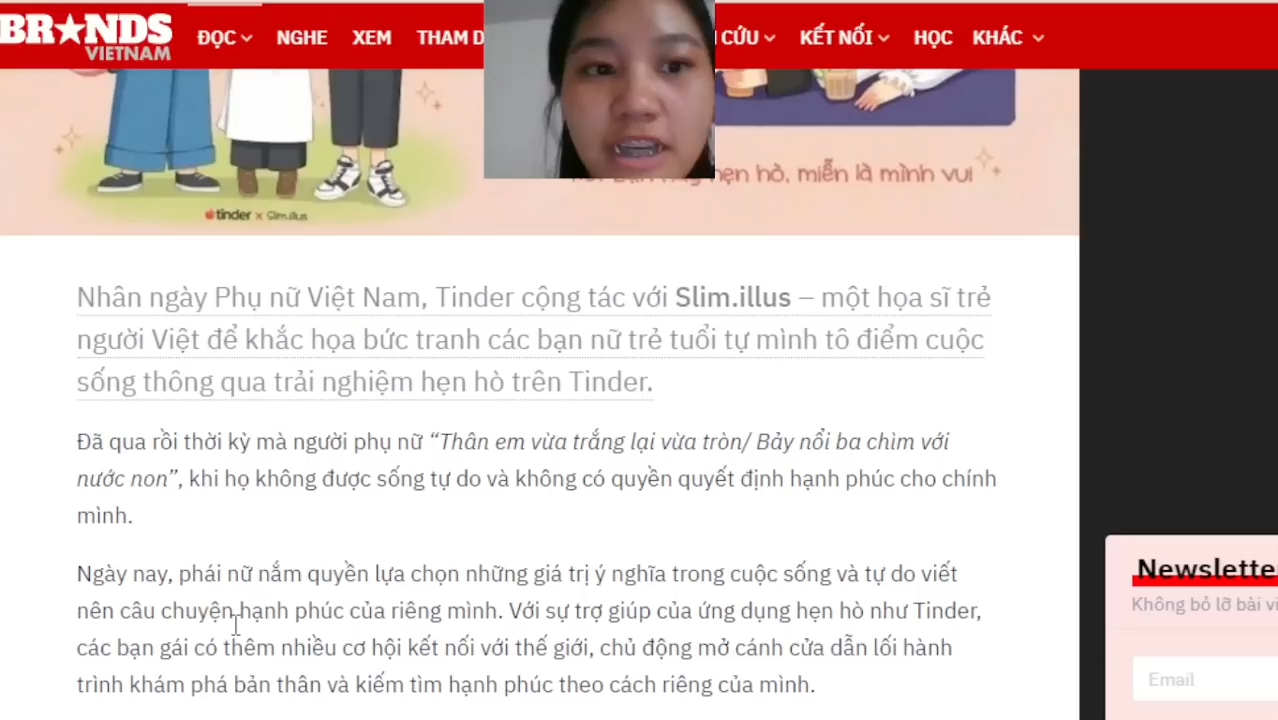 BRANDS
VIETNAM
ĐỌC
NGHE
XEM
THAM
CỨU
KẾT NỐI
HỌC
KHÁC
hẹn hò, miễn là mình vui
tinder x Slim.illus
Nhân ngày Phụ nữ Việt Nam, Tinder cộng tác với Slim.illus – một họa sĩ trẻ
người Việt để khắc họa bức tranh các bạn nữ trẻ tuổi tự mình tô điểm cuộc
sống thông qua trải nghiệm hẹn hò trên Tinder.
Đã qua rồi thời kỳ mà người phụ nữ “Thân em vừa trắng lại vừa tròn/ Bảy nổi ba chìm với
nước non”, khi họ không được sống tự do và không có quyền quyết định hạnh phúc cho chính
mình.
Ngày nay, phái nữ nắm quyền lựa chọn những giá trị ý nghĩa trong cuộc sống và tự do viết
nên câu chuyện hạnh phúc của riêng mình. Với sự trợ giúp của ứng dụng hẹn hò như Tinder,
các bạn gái có thêm nhiều cơ hội kết nối với thế giới, chủ động mở cánh cửa dẫn lối hành
trình khám phá bản thân và kiếm tìm hạnh phúc theo cách riêng của mình.
Newsletter
Không bỏ lỡ bài vi
Email